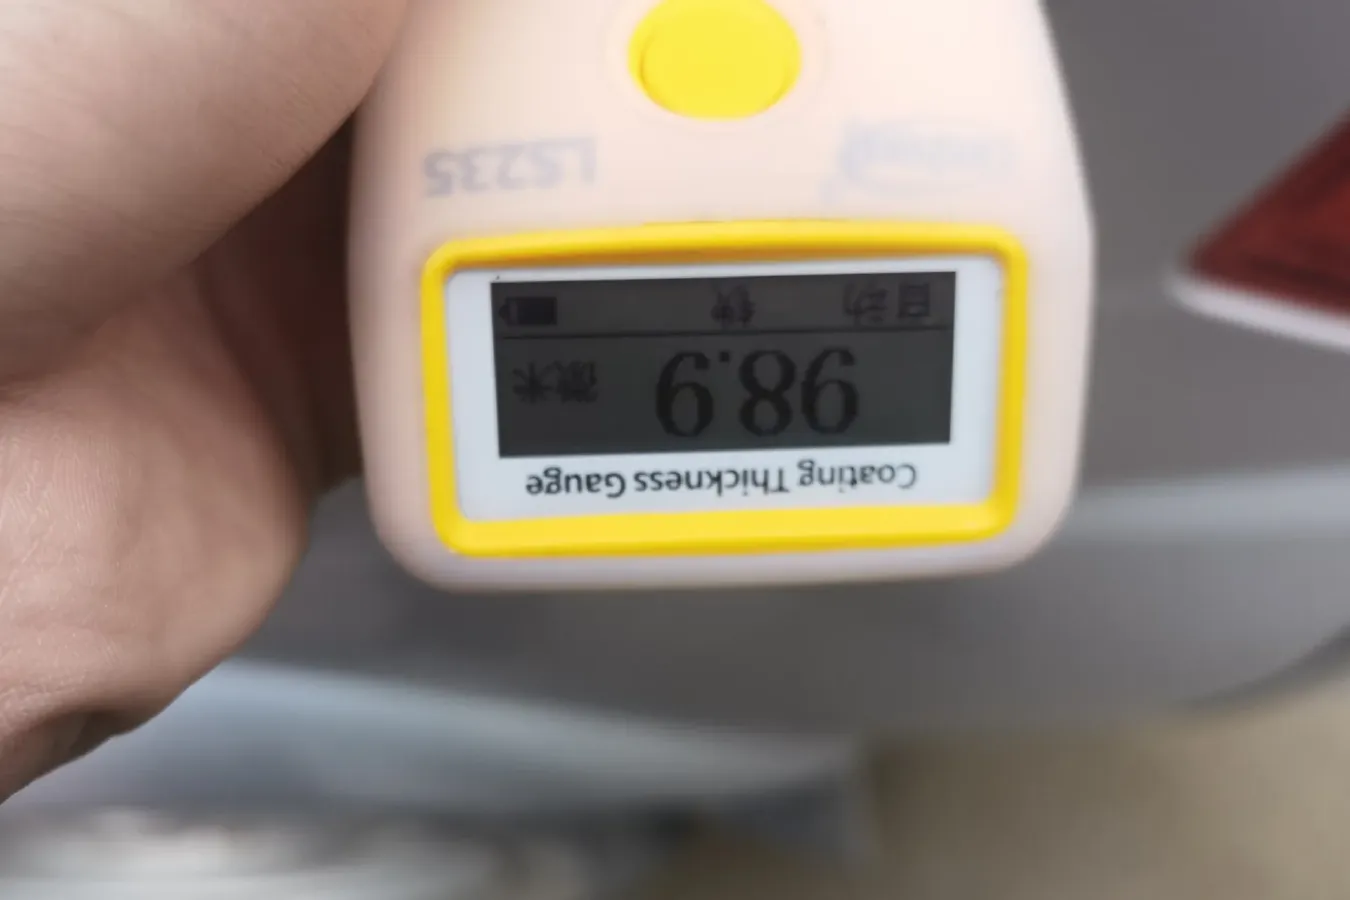 Coating Thickness Gauge
98.9 微米
自动 铁
LS235